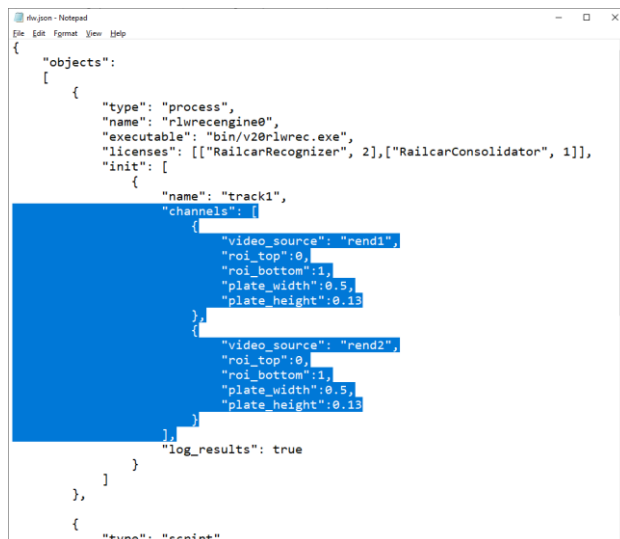 rlw.json - Notepad
File Edit Format View Help
{
    "objects":
    [
        {
            "type": "process",
            "name": "rlwrecengine0",
            "executable": "bin/v20rlwrec.exe",
            "licenses": [["RailcarRecognizer", 2],["RailcarConsolidator", 1]],
            "init": [
                {
                    "name": "track1",
                    "channels": [
                        {
                            "video_source": "rend1",
                            "roi_top":0,
                            "roi_bottom":1,
                            "plate_width":0.5,
                            "plate_height":0.13
                        },
                        {
                            "video_source": "rend2",
                            "roi_top":0,
                            "roi_bottom":1,
                            "plate_width":0.5,
                            "plate_height":0.13
                        }
                    ],
                    "log_results": true
                }
            ]
        },

        {
            "type": "script"